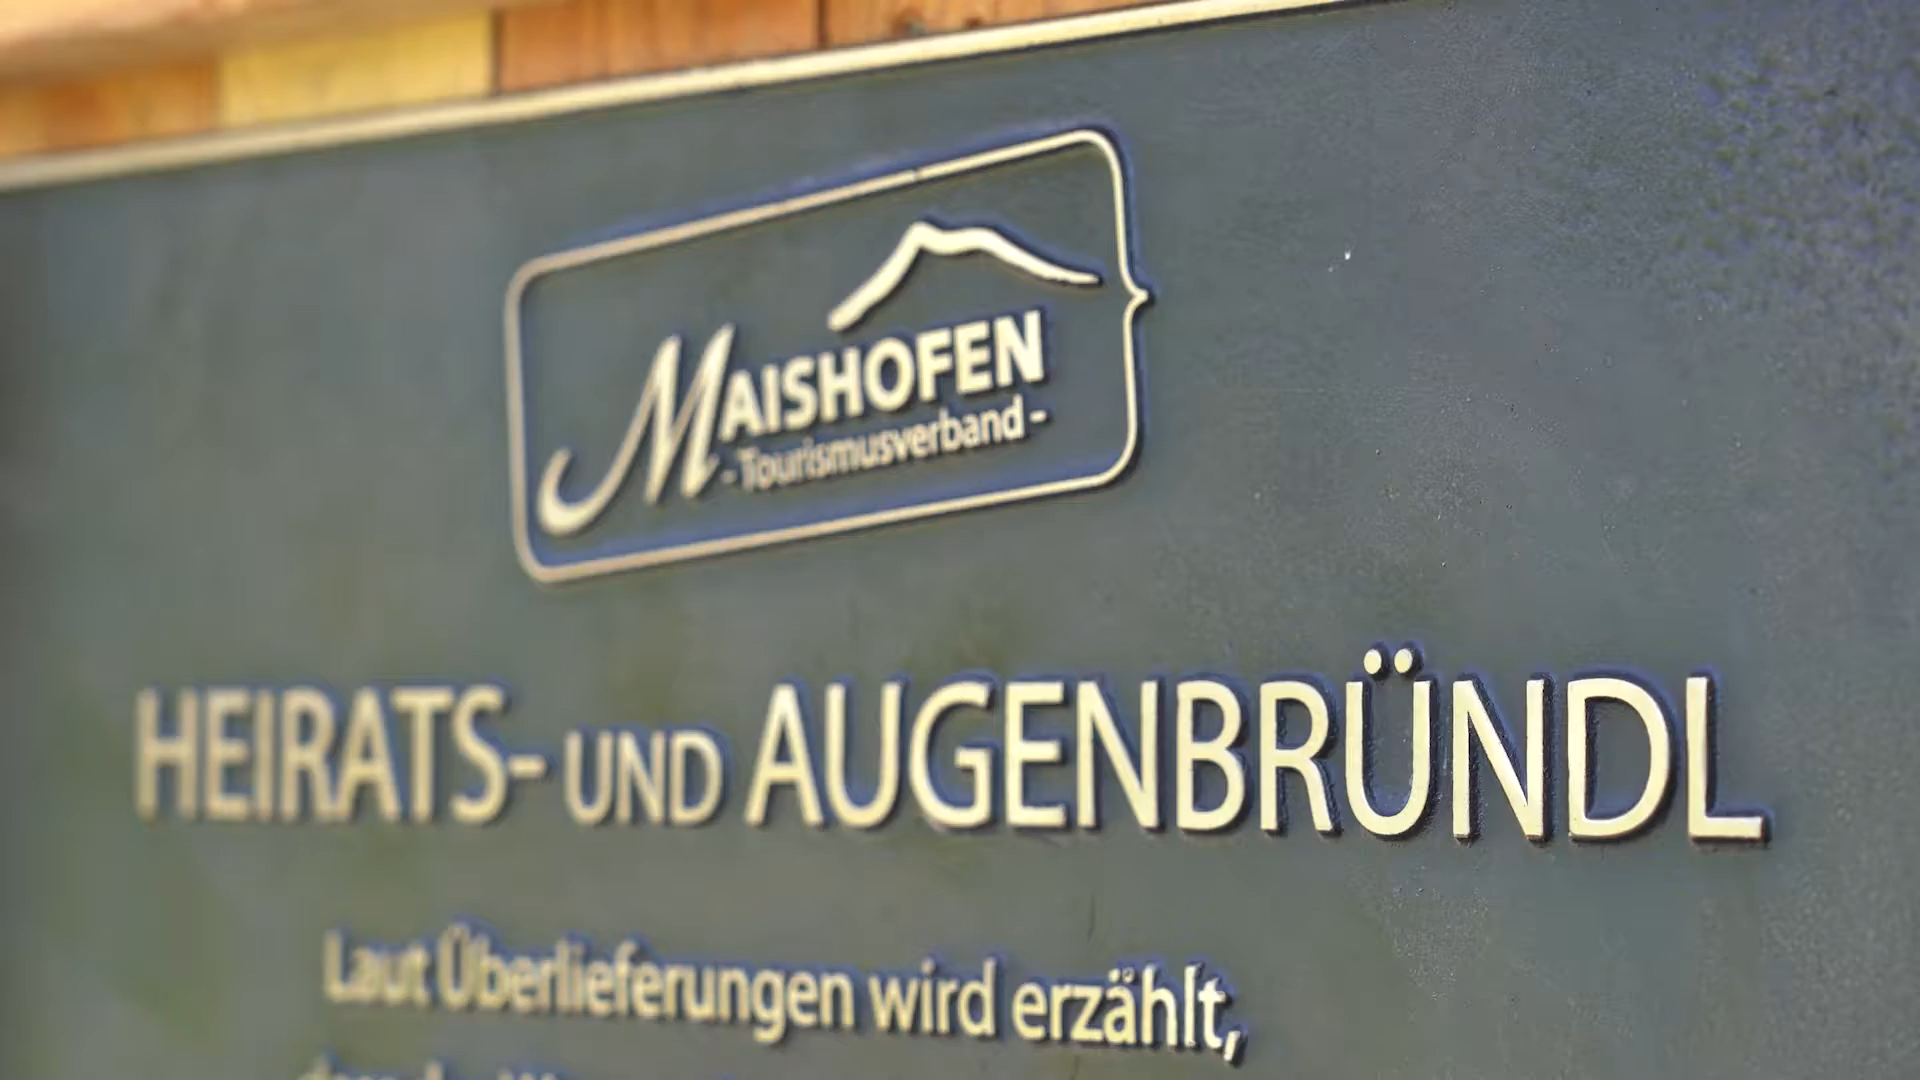 MAISHOFEN
- Tourismusverband -
HEIRATS- UND AUGENBRÜNDL
Laut Überlieferungen wird erzählt,